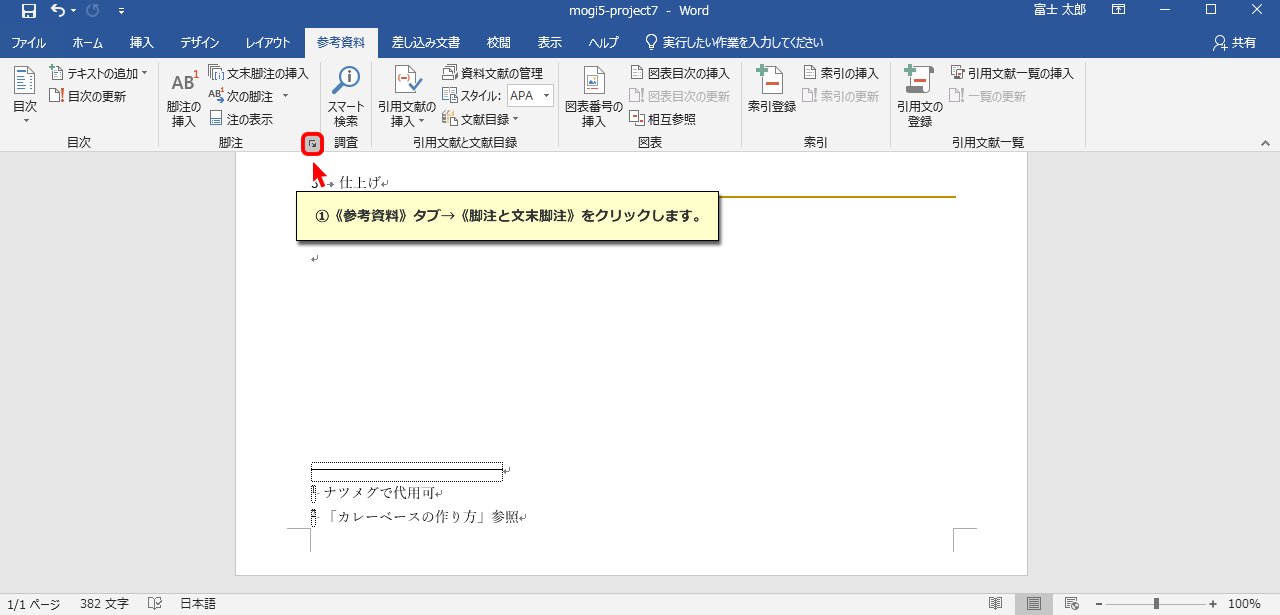 mogi5-project7 - Word
富士 太郎
ファイル ホーム 挿入 デザイン レイアウト 参考資料 差し込み文書 校閲 表示 ヘルプ 実行したい作業を入力してください 共有
目次
テキストの追加
目次の更新
目次
AB1
脚注の
挿入
文末脚注の挿入
AB1 次の脚注
注の表示
脚注
スマート
検索
調査
引用文献の
挿入
資料文献の管理
スタイル: APA
文献目録
引用文献と文献目録
図表番号の
挿入
図表目次の挿入
図表目次の更新
相互参照
図表
索引登録
索引の挿入
索引の更新
索引
引用文の
登録
引用文献一覧の挿入
一覧の更新
引用文献一覧
仕上げ
①《参考資料》タブ→《脚注と文末脚注》をクリックします。
ナツメグで代用可
「カレーベースの作り方」参照
1/1 ページ 382 文字 日本語 100%